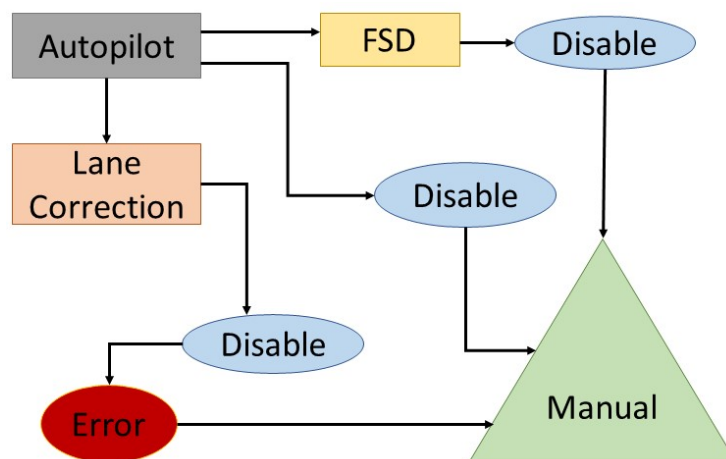 Autopilot
FSD
Disable
Lane
Correction
Disable
Disable
Error
Manual